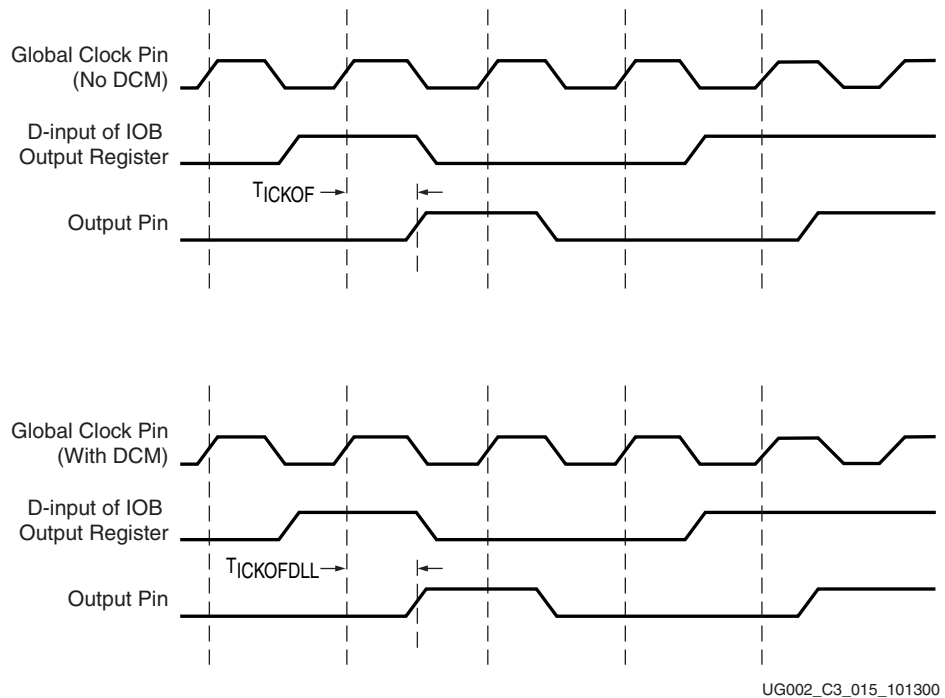 Global Clock Pin
(No DCM)
D-input of IOB
Output Register
TICKOF
Output Pin
Global Clock Pin
(With DCM)
D-input of IOB
Output Register
TICKOFDLL
Output Pin
UG002_C3_015_101300